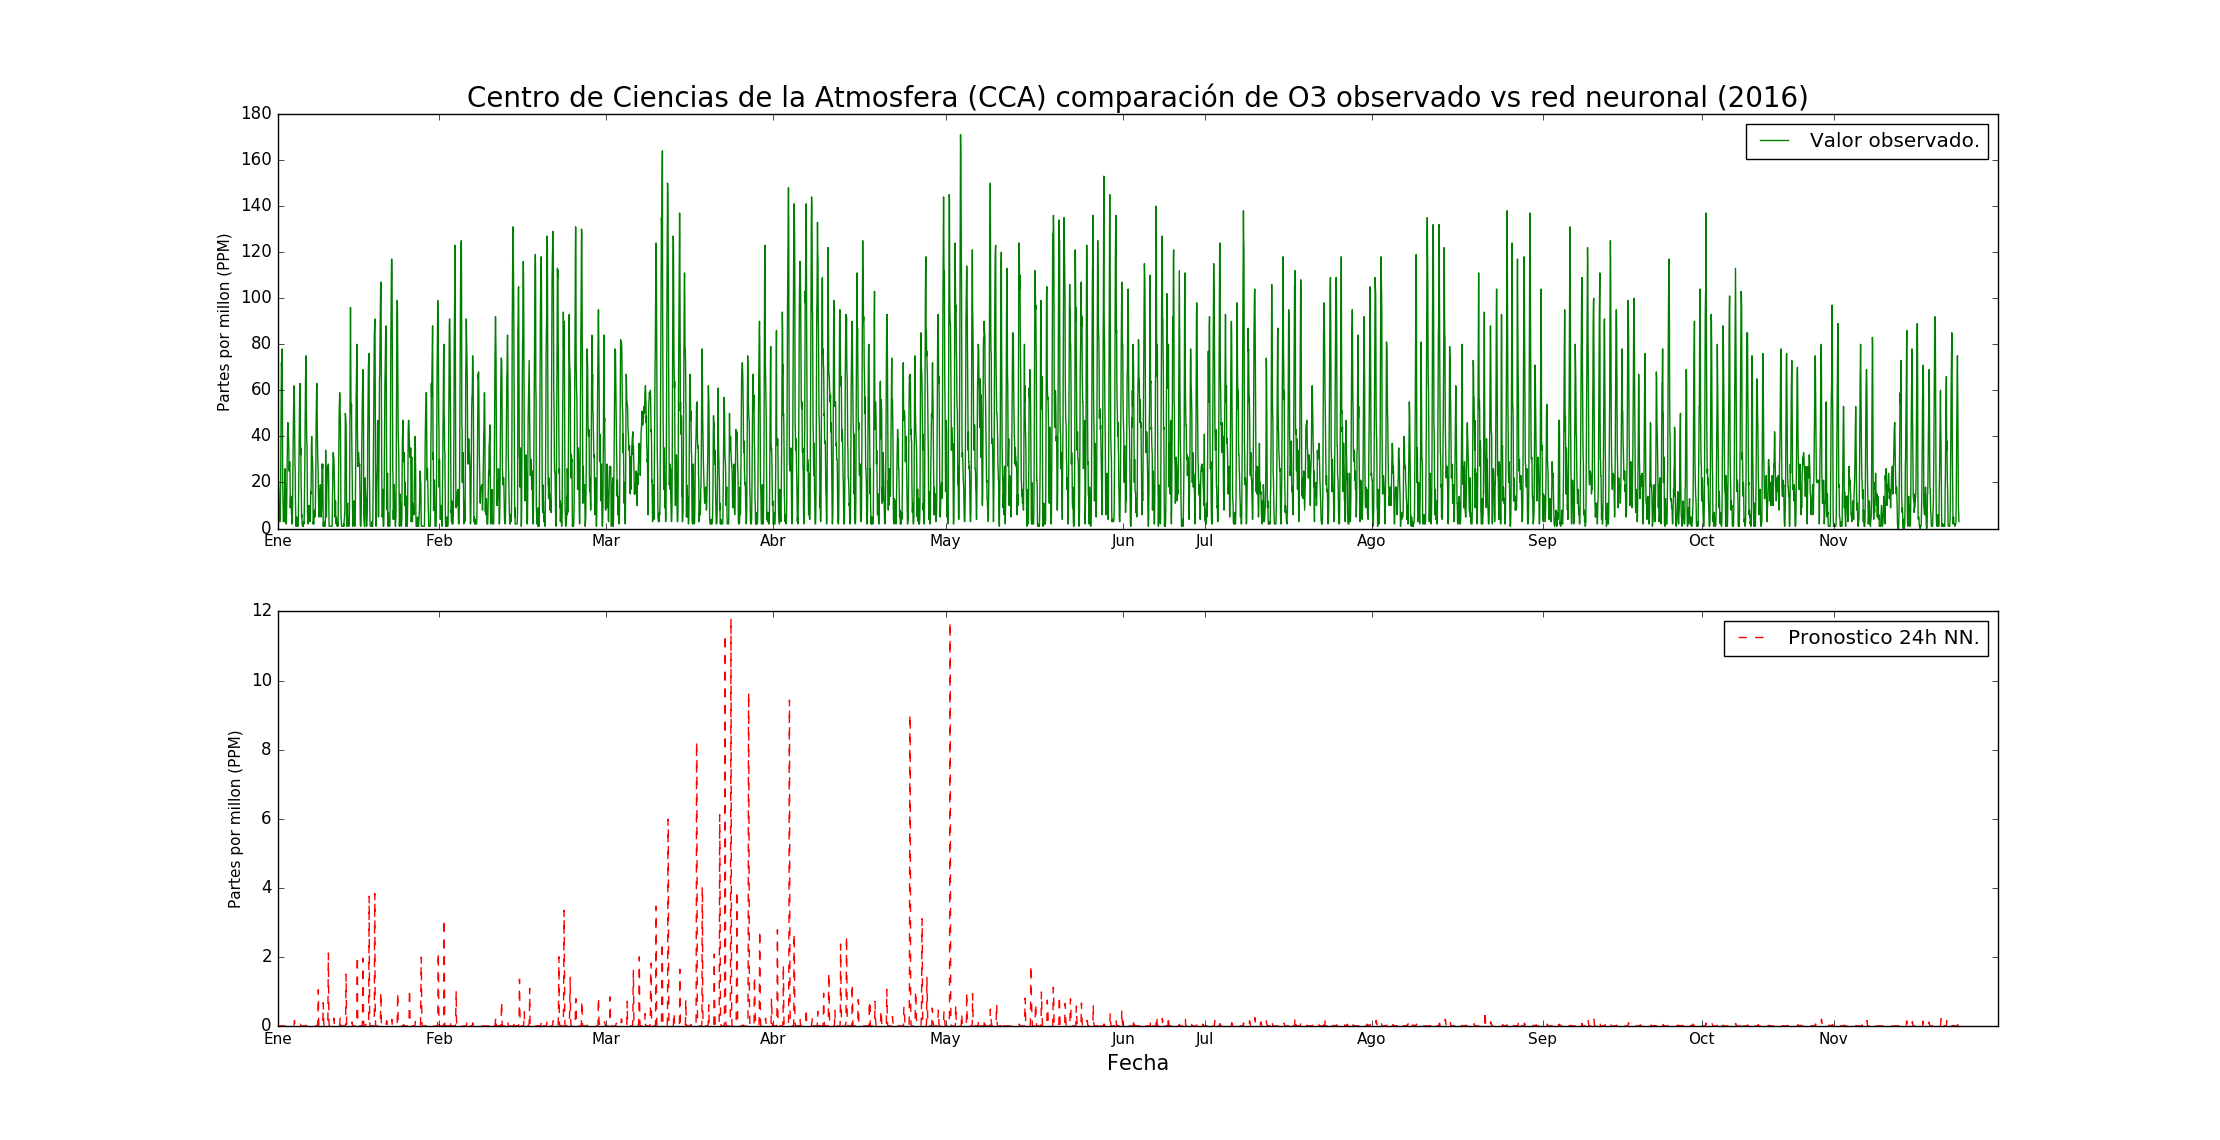 Centro de Ciencias de la Atmosfera (CCA) comparación de O3 observado vs red neuronal (2016)
180
160
140
120
100
80
60
40
20
0
Partes por millon (PPM)
Valor observado.
Ene Feb Mar Abr May Jun Jul Ago Sep Oct Nov
12
10
8
6
4
2
0
Partes por millon (PPM)
Pronostico 24h NN.
Ene Feb Mar Abr May Jun Jul Ago Sep Oct Nov
Fecha